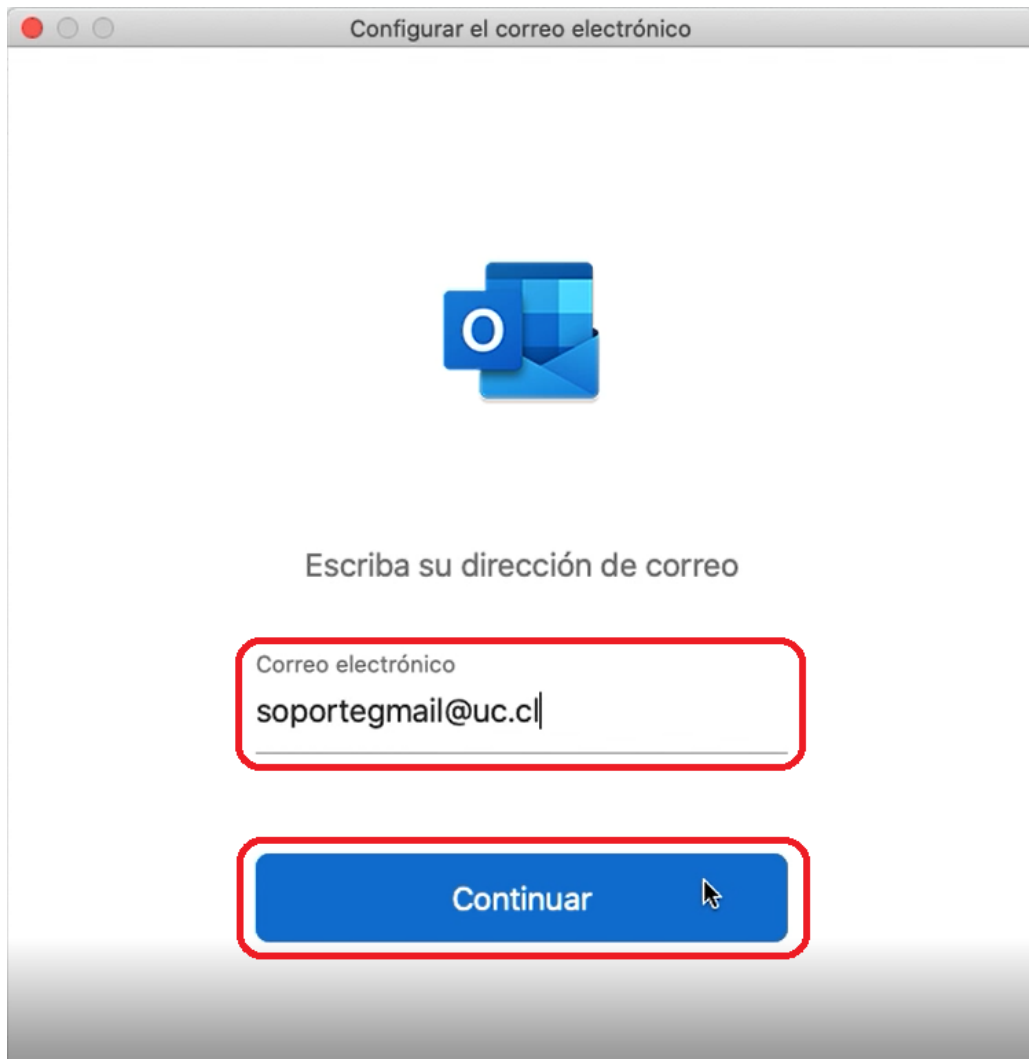 Configurar el correo electrónico
O
Escriba su dirección de correo
Correo electrónico
soportegmail@uc.cl
Continuar